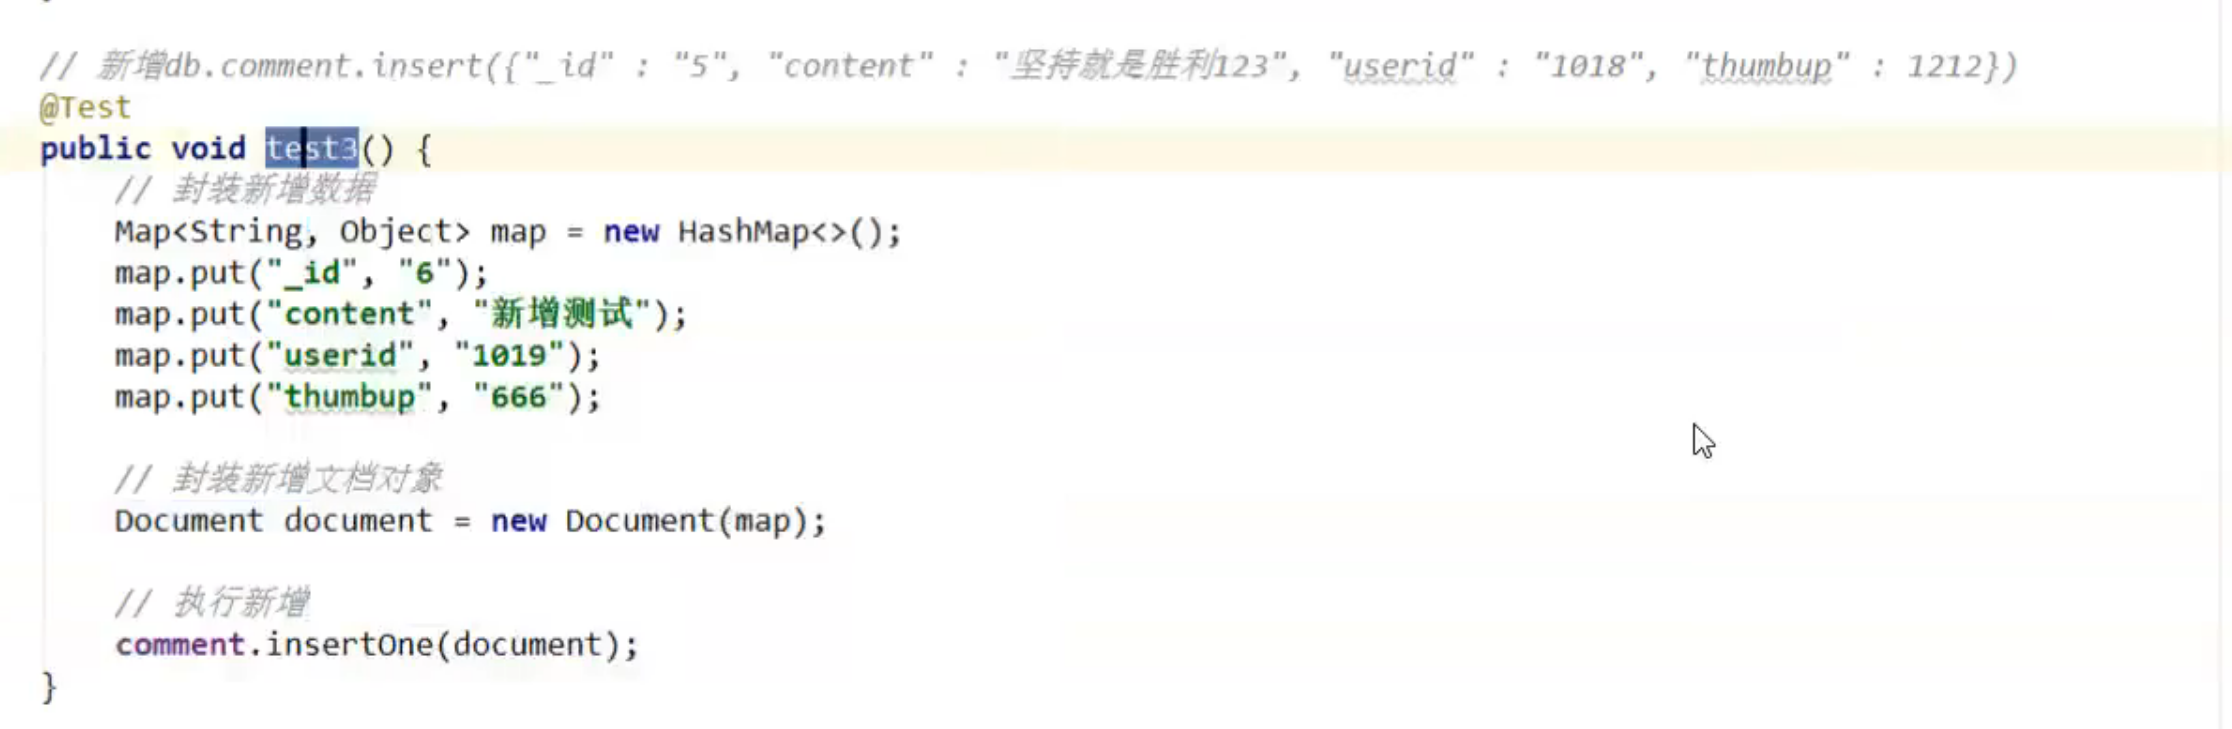 // 新增db.comment.insert({"_id" : "5", "content" : "坚持就是胜利123", "userid" : "1018", "thumbup" : 1212})
@Test
public void test3() {
// 封装新增数据
Map<String, Object> map = new HashMap<>();
map.put("_id", "6");
map.put("content", "新增测试");
map.put("userid", "1019");
map.put("thumbup", "666");
// 封装新增文档对象
Document document = new Document(map);
// 执行新增
comment.insertOne(document);
}